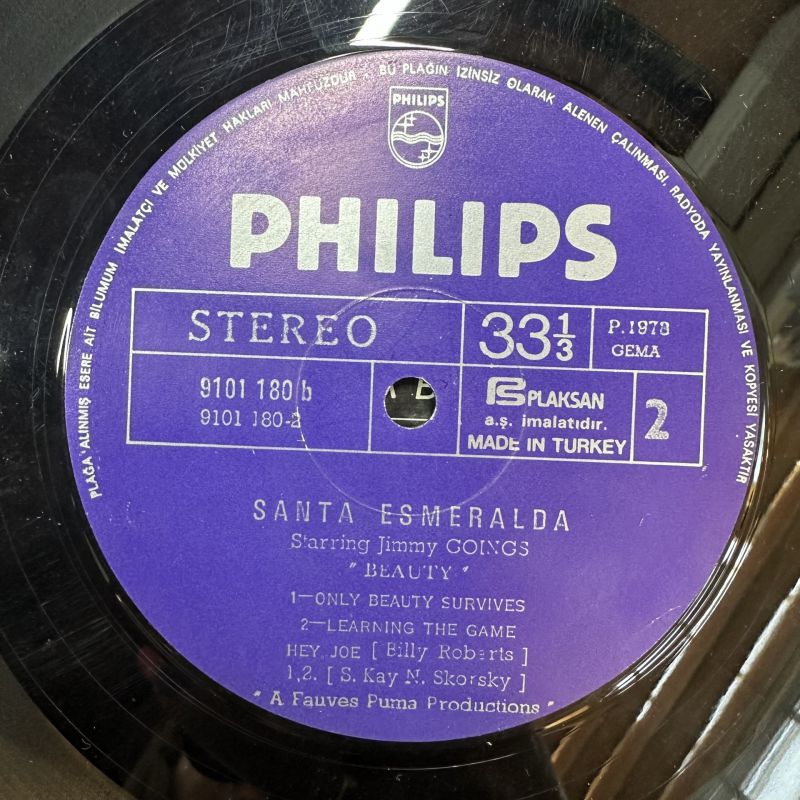 PLAĞA ALINMIŞ ESERE AİT BİLUMUM İMALATÇI VE MÜLKİYET HAKLARI MAHFUZDUR · BU PLAĞIN İZİNSİZ OLARAK ALENEN ÇALINMASI, RADYODA YAYINLANMASI VE KOPYESİ YASAKTIR
PHILIPS
PHILIPS
STEREO
33 1/3
P.1978
GEMA
9101 180 b
9101 180-2
PLAKSAN
a.ş. imalatıdır.
MADE IN TURKEY
2
SANTA ESMERALDA
Starring Jimmy GOINGS
" BEAUTY "
1—ONLY BEAUTY SURVIVES
2—LEARNING THE GAME
HEY JOE [ Billy Roberts ]
1,2. [ S. Kay N. Skorsky ]
" A Fauves Puma Productions "